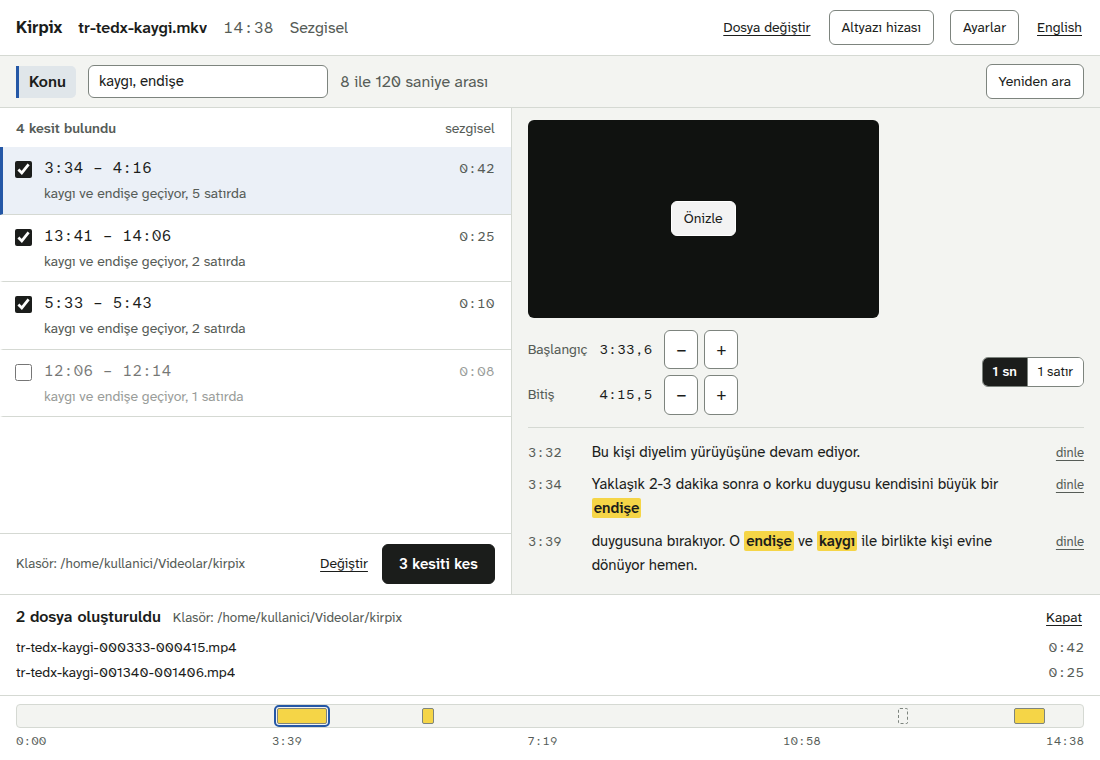 Kirpix tr-tedx-kaygi.mkv 14:38 Sezgisel Dosya değiştir Altyazı hizası Ayarlar English
Konu kaygı, endişe 8 ile 120 saniye arası Yeniden ara
4 kesit bulundu sezgisel
3:34 – 4:16 0:42
kaygı ve endişe geçiyor, 5 satırda
13:41 – 14:06 0:25
kaygı ve endişe geçiyor, 2 satırda
5:33 – 5:43 0:10
kaygı ve endişe geçiyor, 2 satırda
12:06 – 12:14 0:08
kaygı ve endişe geçiyor, 1 satırda
Klasör: /home/kullanici/Videolar/kirpix Değiştir 3 kesiti kes
Önizle
Başlangıç 3:33,6 − +
Bitiş 4:15,5 − +
1 sn 1 satır
3:32 Bu kişi diyelim yürüyüşüne devam ediyor. dinle
3:34 Yaklaşık 2-3 dakika sonra o korku duygusu kendisini büyük bir dinle
endişe
3:39 duygusuna bırakıyor. O endişe ve kaygı ile birlikte kişi evine dinle
dönüyor hemen.
2 dosya oluşturuldu Klasör: /home/kullanici/Videolar/kirpix Kapat
tr-tedx-kaygi-000333-000415.mp4 0:42
tr-tedx-kaygi-001340-001406.mp4 0:25
0:00 3:39 7:19 10:58 14:38